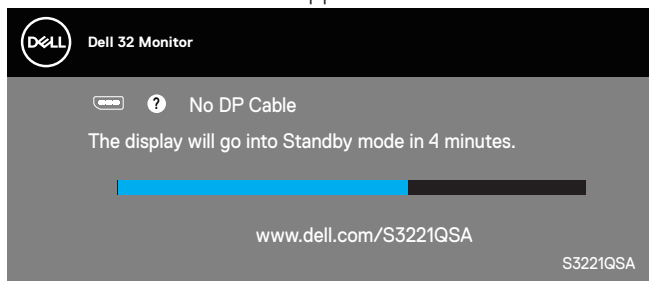 DELL
Dell 32 Monitor
? No DP Cable
The display will go into Standby mode in 4 minutes.
www.dell.com/S3221QSA
S3221QSA